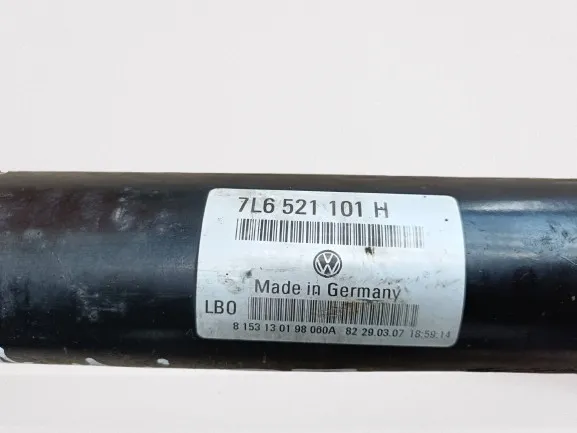 7L6 521 101 H
Made in Germany
LBO
8 153 13 01 98 060A 82 29.03.07 18:59:14